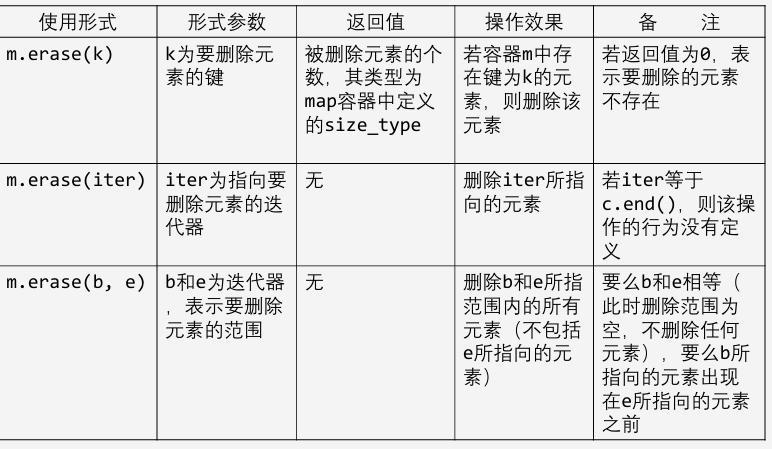 使用形式 形式参数 返回值 操作效果 备 注
m.erase(k)
k为要删除元
素的键
被删除元素的个
数，其类型为
map容器中定义
的size_type
若容器m中存
在键为k的元
素，则删除该
元素
若返回值为0，表
示要删除的元素
不存在
m.erase(iter)
iter为指向要
删除元素的迭
代器
无
删除iter所指
向的元素
若iter等于
c.end()，则该操
作的行为没有定
义
m.erase(b, e)
b和e为迭代器
，表示要删除
元素的范围
无
删除b和e所指
范围内的所有
元素（不包括
e所指向的元
素）
要么b和e相等（
此时删除范围为
空，不删除任何
元素），要么b所
指向的元素出现
在e所指向的元素
之前